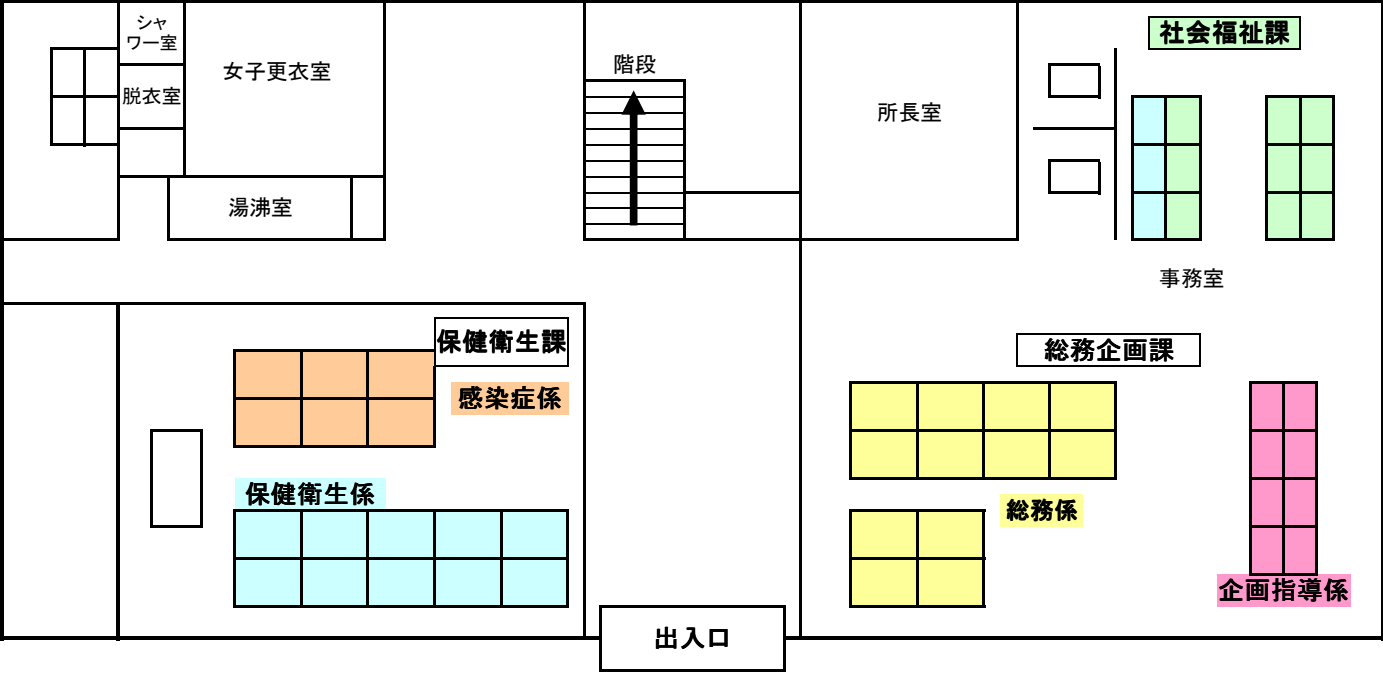 シャ
ワー室
女子更衣室
脱衣室
湯沸室
階段
所長室
社会福祉課
事務室
保健衛生課
感染症係
保健衛生係
総務企画課
総務係
企画指導係
出入口